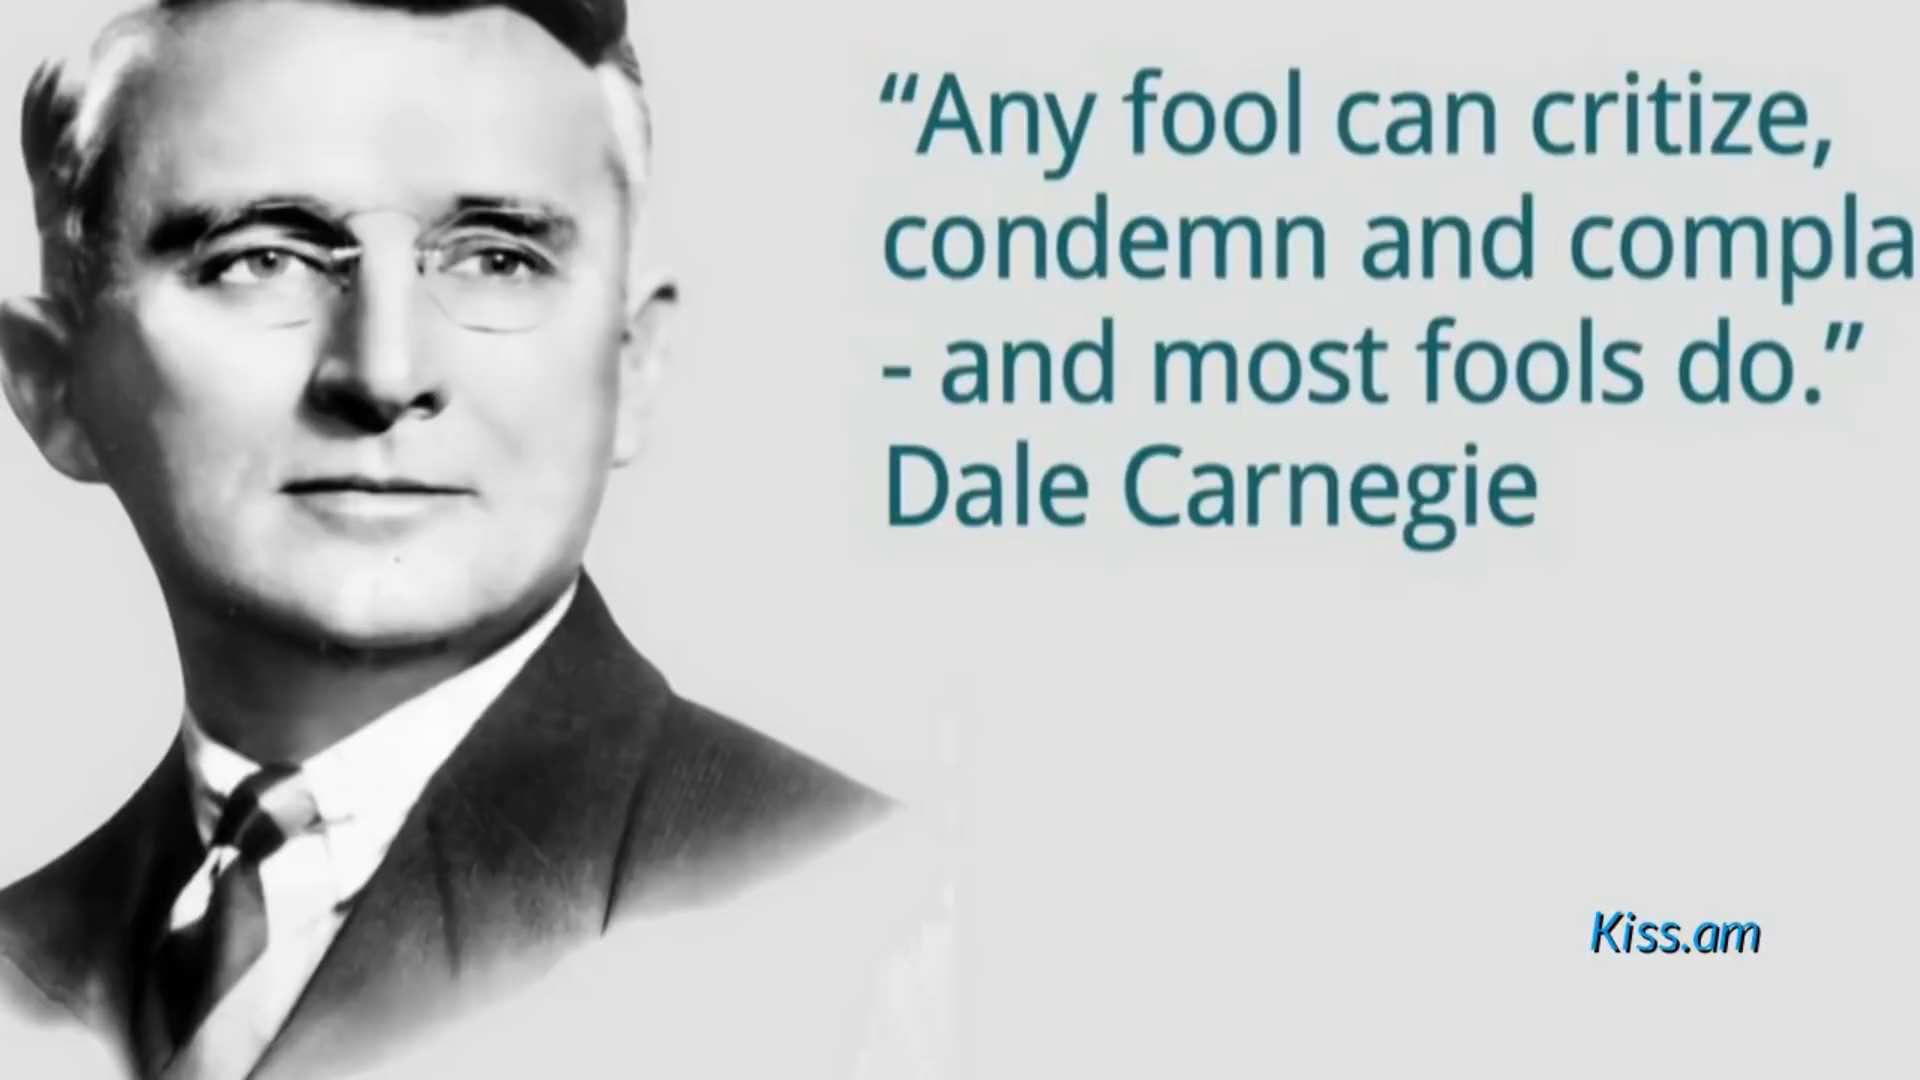 “Any fool can critize,
condemn and compla
- and most fools do.”
Dale Carnegie
Kiss.am